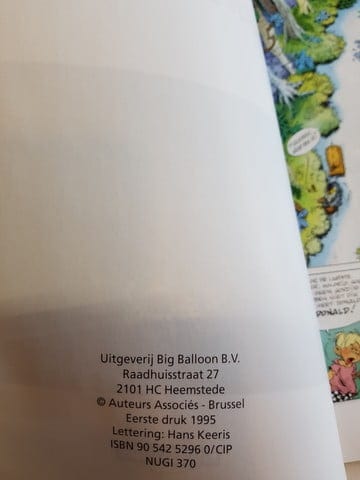 Uitgeverij Big Balloon B.V.
Raadhuisstraat 27
2101 HC Heemstede
© Auteurs Associés - Brussel
Eerste druk 1995
Lettering: Hans Keeris
ISBN 90 542 5296 0/CIP
NUGI 370
DONALD!